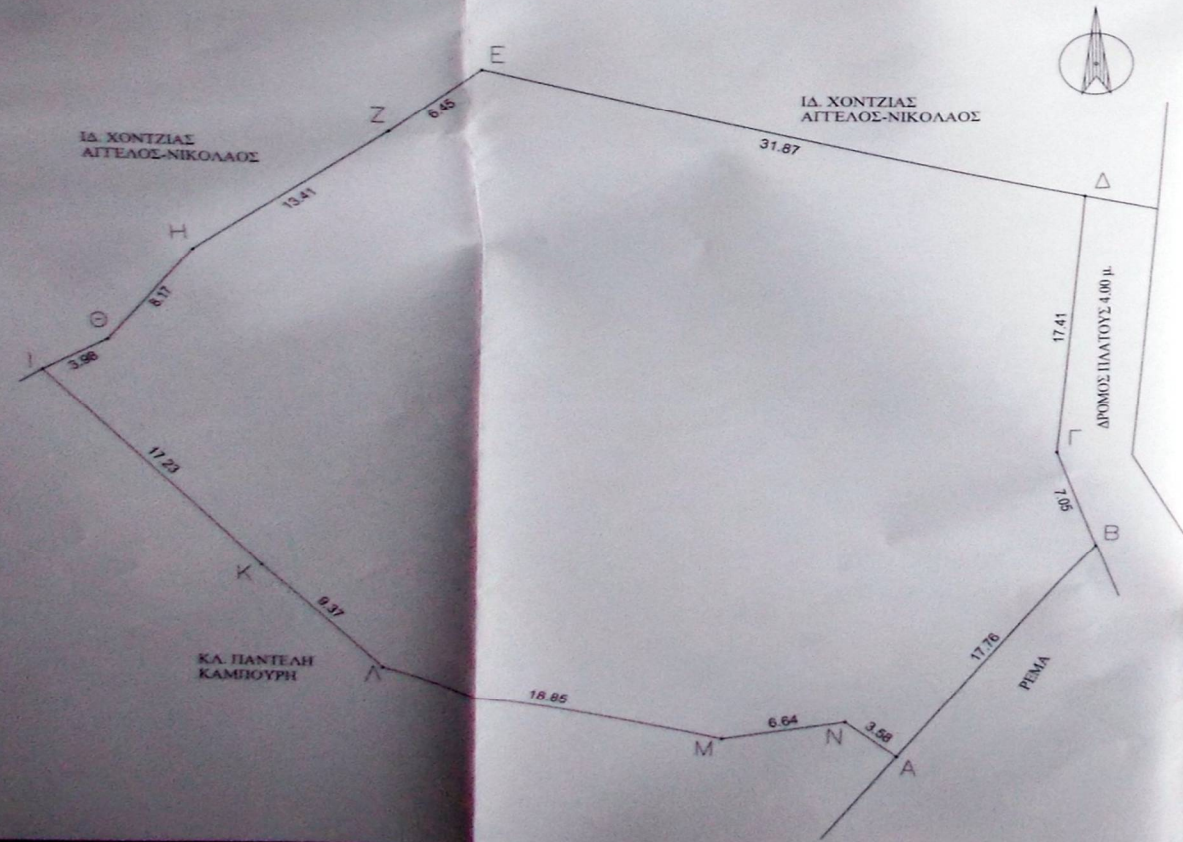 E
Z
6.45
ΙΔ. ΧΟΝΤΖΙΑΣ
ΑΓΓΕΛΟΣ-ΝΙΚΟΛΑΟΣ
31.87
ΙΔ. ΧΟΝΤΖΙΑΣ
ΑΓΓΕΛΟΣ-ΝΙΚΟΛΑΟΣ
Δ
13.41
H
8.17
Θ
3.98
Ι
17.41
ΔΡΟΜΟΣ ΠΛΑΤΟΥΣ 4.00 μ.
Γ
7.05
Β
17.23
Κ
9.37
ΚΛ. ΠΑΝΤΕΛΗ
ΚΑΜΠΟΥΡΗ
Λ
18.85
Μ
6.64
Ν
3.58
Α
17.76
ΡΕΜΑ